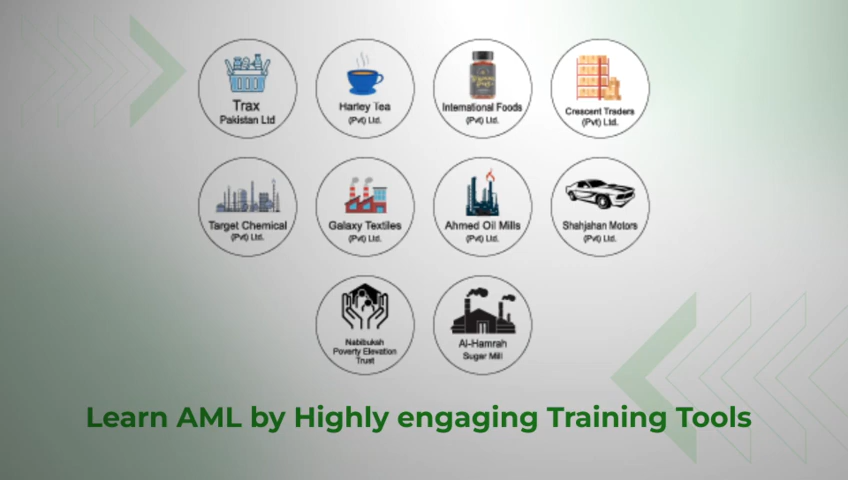 Trax
Pakistan Ltd
Harley Tea
(Pvt) Ltd.
International Foods
(Pvt) Ltd.
Crescent Traders
(Pvt) Ltd.
Target Chemical
(Pvt) Ltd.
Galaxy Textiles
(Pvt) Ltd.
Ahmed Oil Mills
(Pvt) Ltd.
Shahjahan Motors
(Pvt) Ltd.
Nabibukah
Poverty Elevation
Trust
Al-Hamrah
Sugar Mill
Learn AML by Highly engaging Training Tools